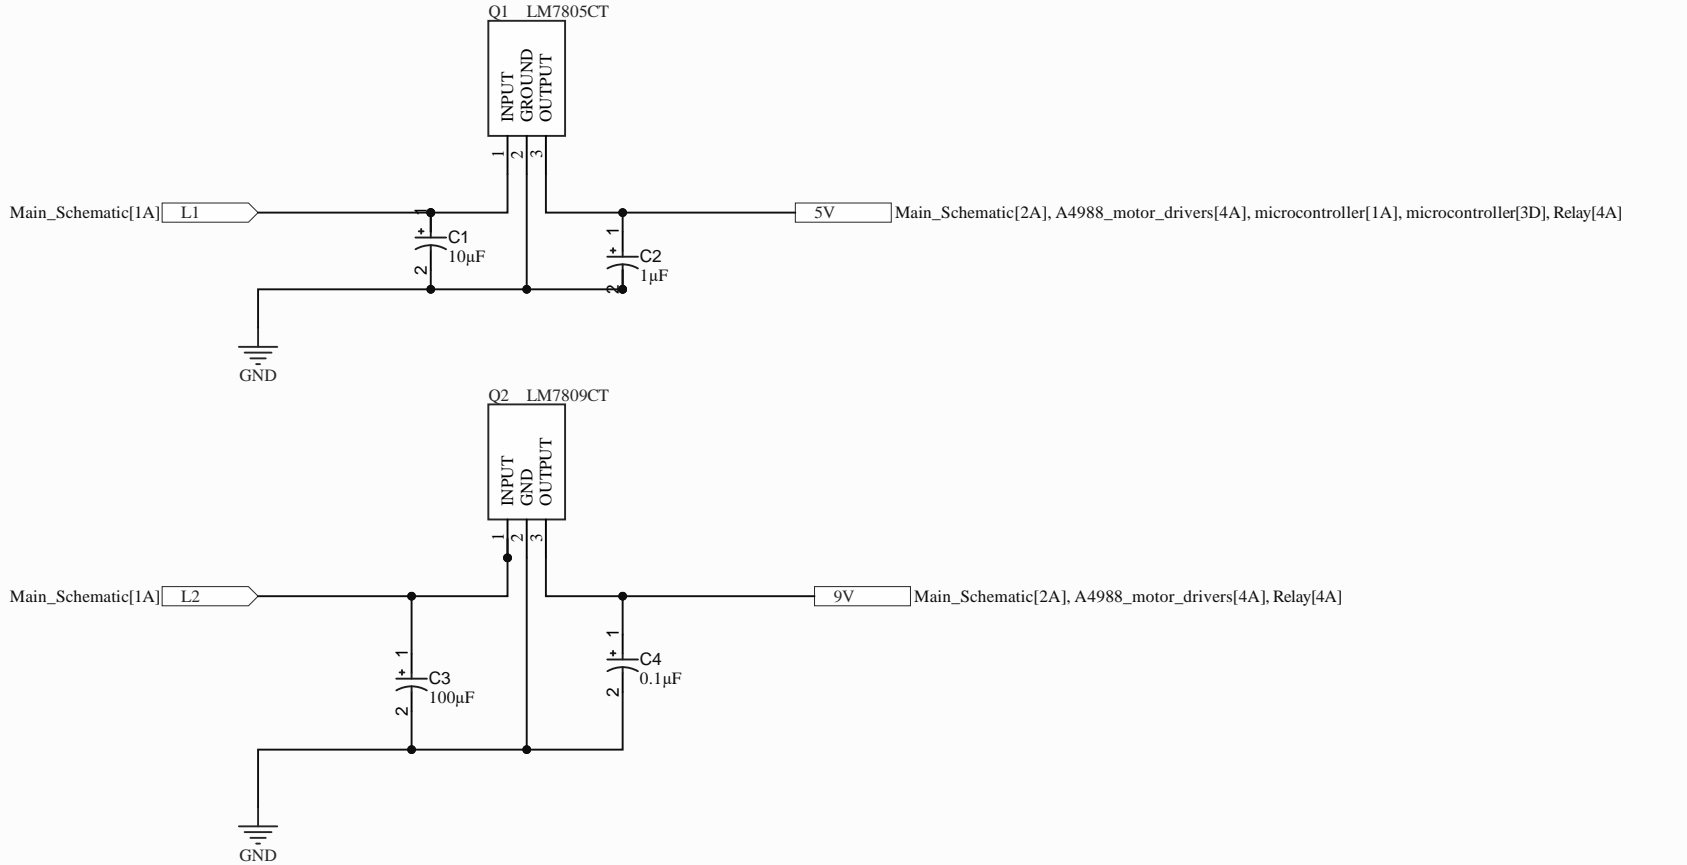 Q1 LM7805CT
INPUT
GROUND
OUTPUT
1
2
3
Main_Schematic[1A] L1
1
+
C1
10µF
2
1
+
C2
1µF
2
5V Main_Schematic[2A], A4988_motor_drivers[4A], microcontroller[1A], microcontroller[3D], Relay[4A]
GND
Q2 LM7809CT
INPUT
GND
OUTPUT
1
2
3
Main_Schematic[1A] L2
1
+
C3
100µF
2
1
+
C4
0.1µF
2
9V Main_Schematic[2A], A4988_motor_drivers[4A], Relay[4A]
GND